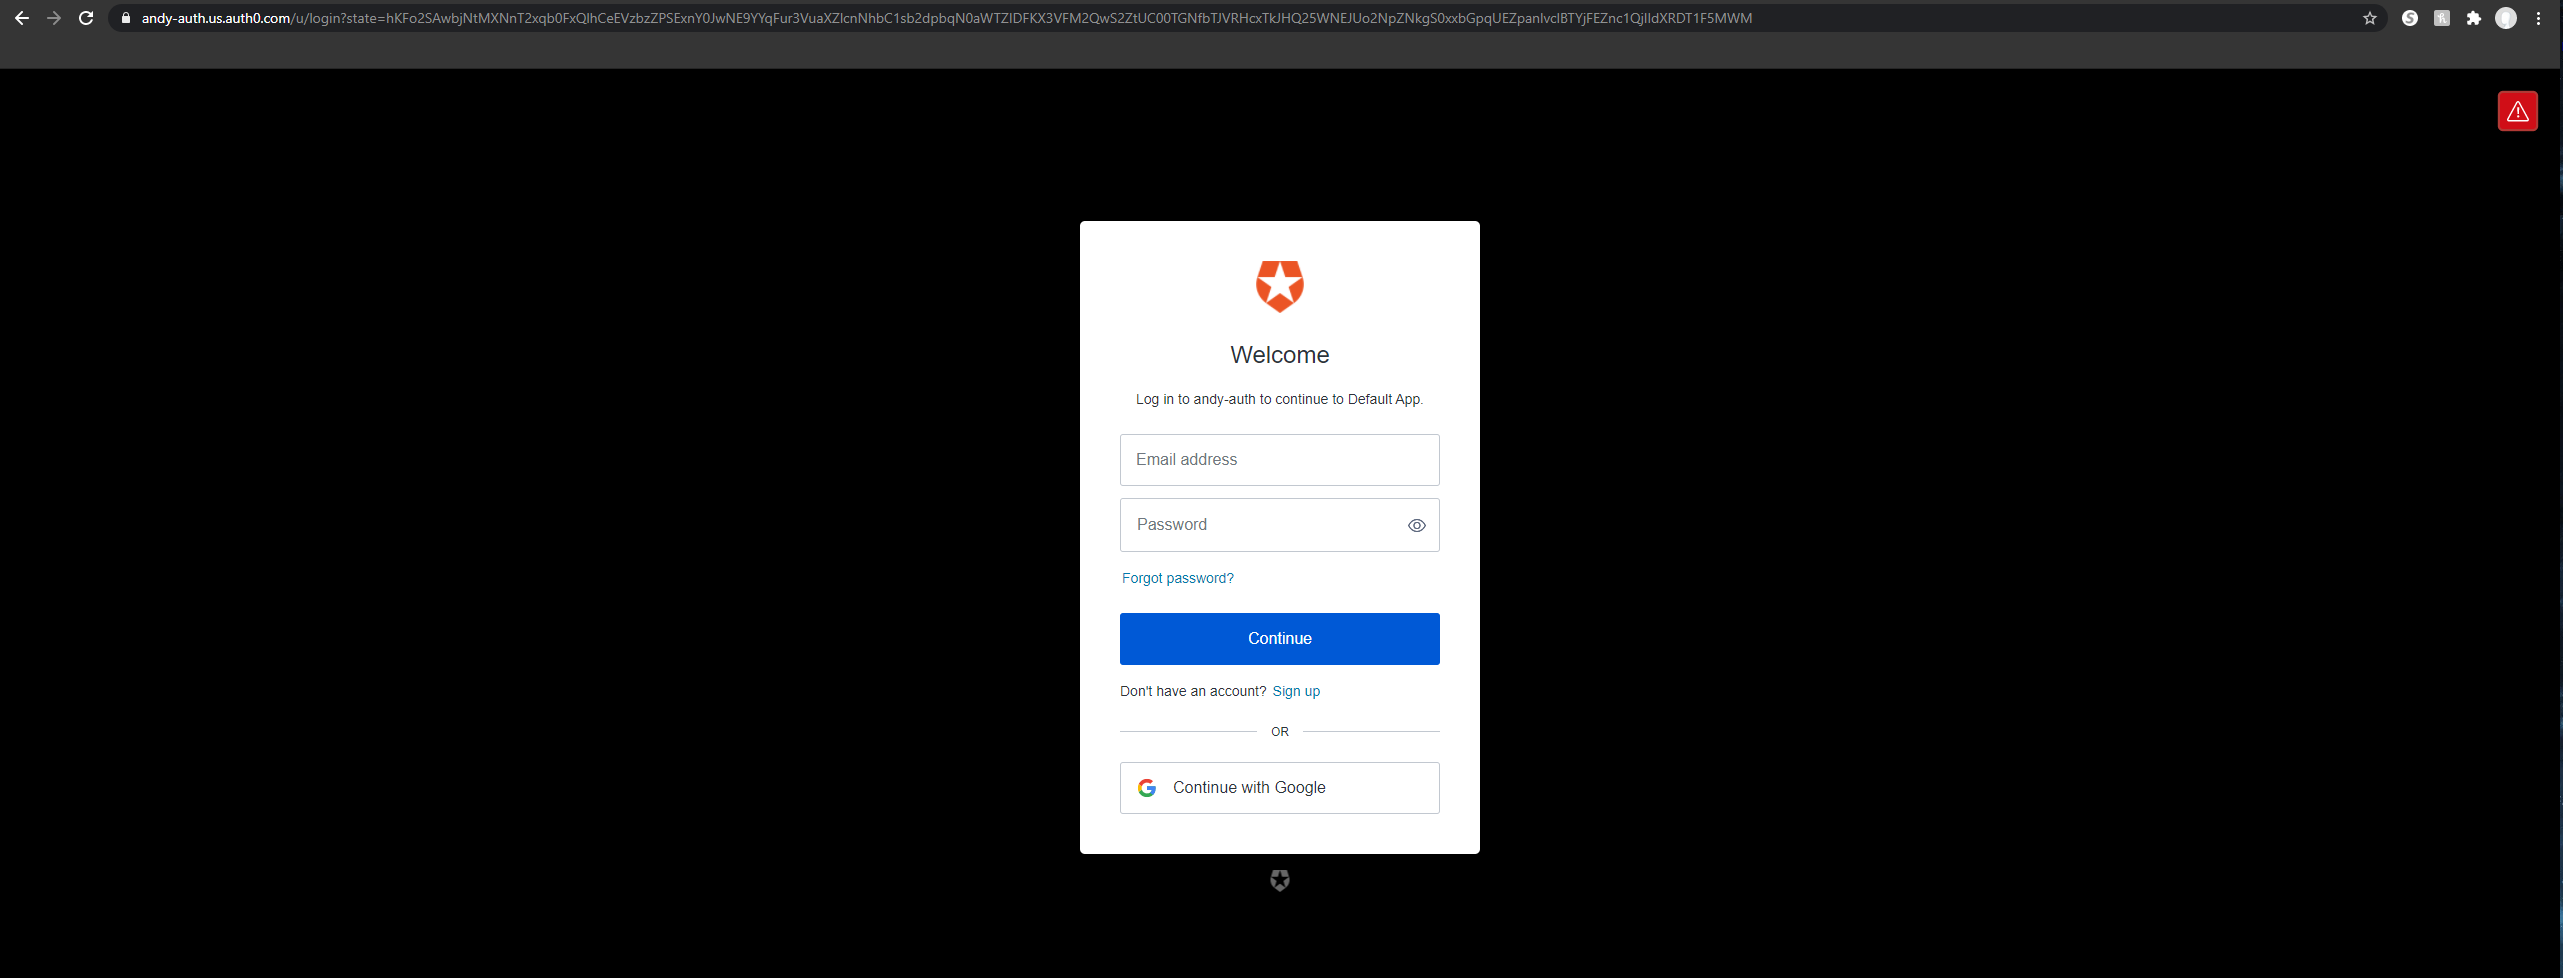 andy-auth.us.auth0.com/u/login?state=hKFo2SAwbjNtMXNnT2xqb0FxQlhCeEVzbzZPSExnY0JwNE9YYqFur3VuaXZlcnNhbC1sb2dpbqN0aWTZIDFKX3VFM2QwS2ZtUC00TGNfbTJVRHcxTkJHQ25WNEJUo2NpZNkgS0xxbGpqUEZpanlvclBTYjFEZnc1QjlIdXRDT1F5MWM
Welcome
Log in to andy-auth to continue to Default App.
Email address
Password
Forgot password?
Continue
Don't have an account? Sign up
OR
Continue with Google